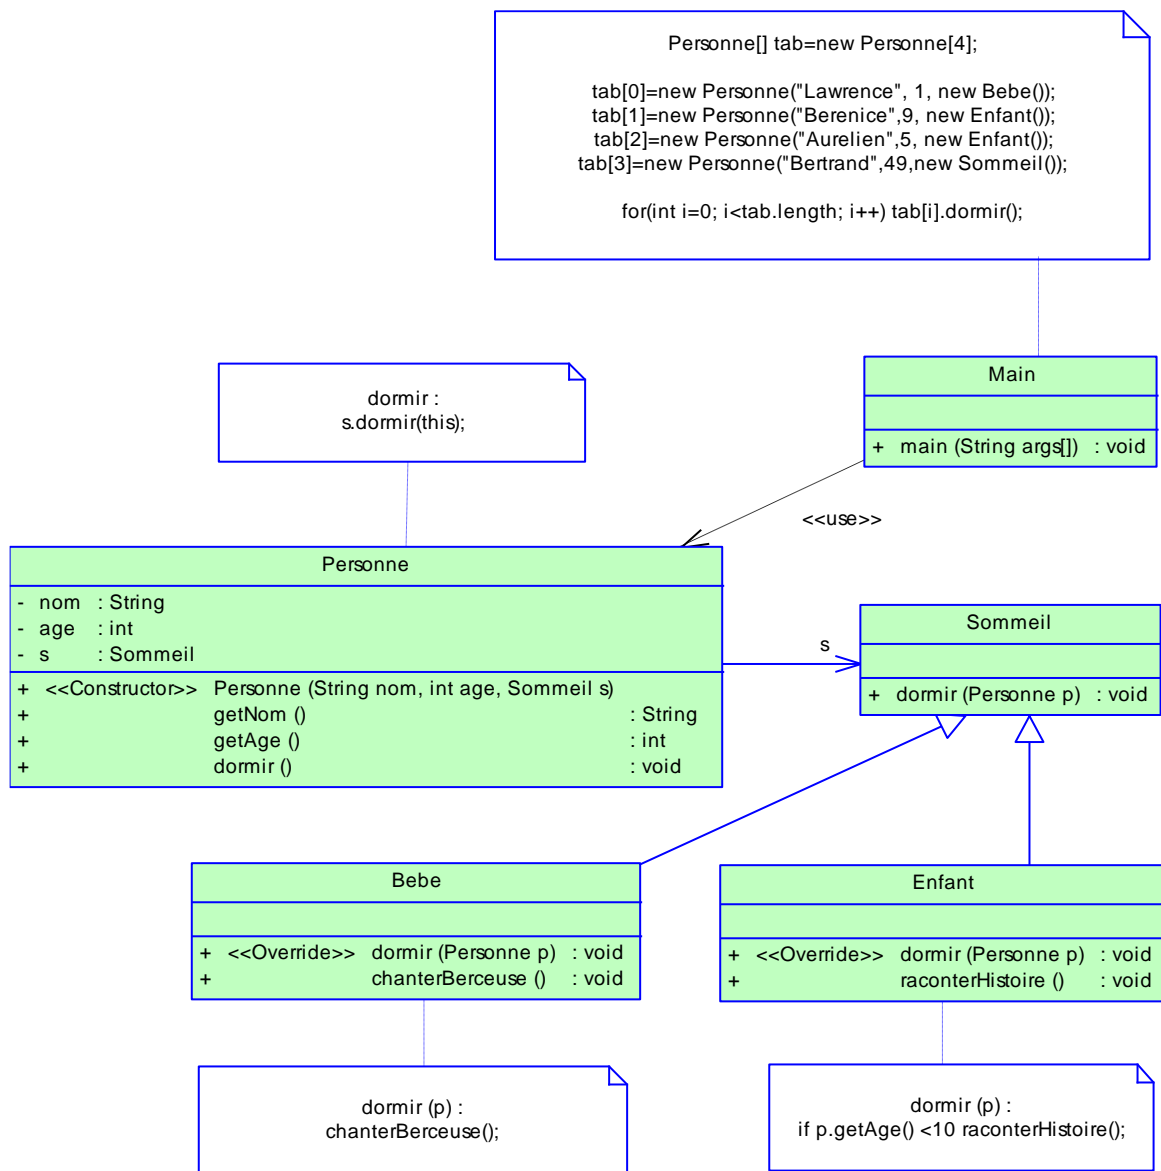 Personne[] tab=new Personne[4];
tab[0]=new Personne("Lawrence", 1, new Bebe());
tab[1]=new Personne("Berenice",9, new Enfant());
tab[2]=new Personne("Aurelien",5, new Enfant());
tab[3]=new Personne("Bertrand",49,new Sommeil());
for(int i=0; i<tab.length; i++) tab[i].dormir();
dormir :
s.dormir(this);
Main
+ main (String args[]) : void
<<use>>
Personne
- nom : String
- age : int
- s : Sommeil
+ <<Constructor>> Personne (String nom, int age, Sommeil s)
+ getNom () : String
+ getAge () : int
+ dormir () : void
s
Sommeil
+ dormir (Personne p) : void
Bebe
+ <<Override>> dormir (Personne p) : void
+ chanterBerceuse () : void
Enfant
+ <<Override>> dormir (Personne p) : void
+ raconterHistoire () : void
dormir (p) :
chanterBerceuse();
dormir (p) :
if p.getAge() <10 raconterHistoire();